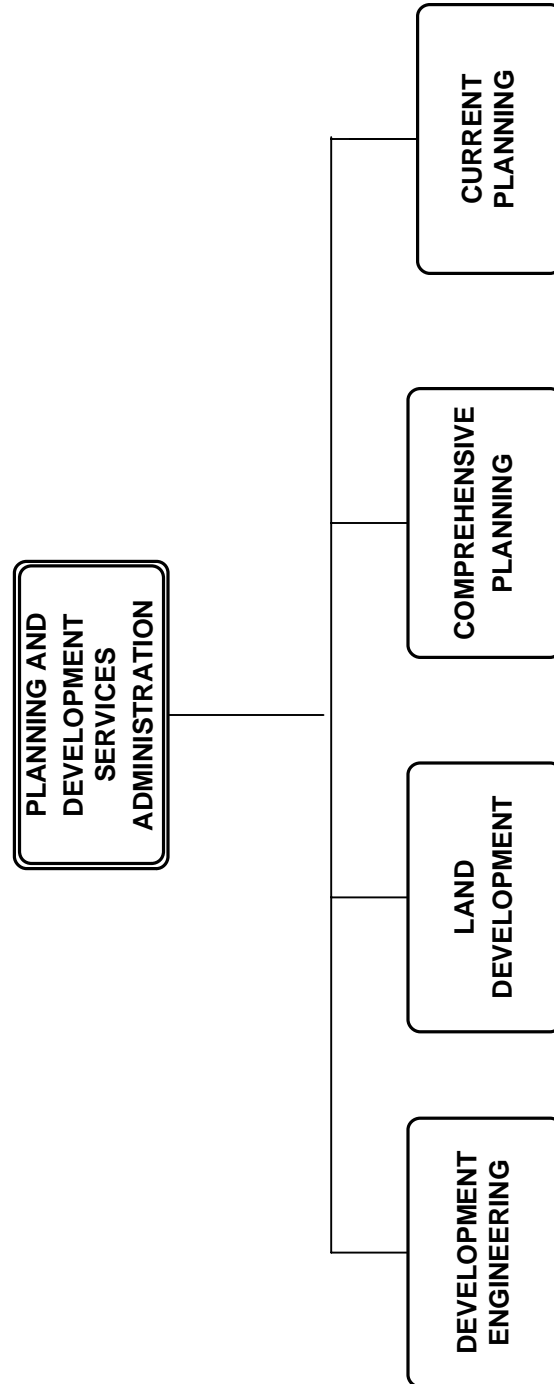 PLANNING AND
DEVELOPMENT
SERVICES
ADMINISTRATION
DEVELOPMENT
ENGINEERING
LAND
DEVELOPMENT
COMPREHENSIVE
PLANNING
CURRENT
PLANNING